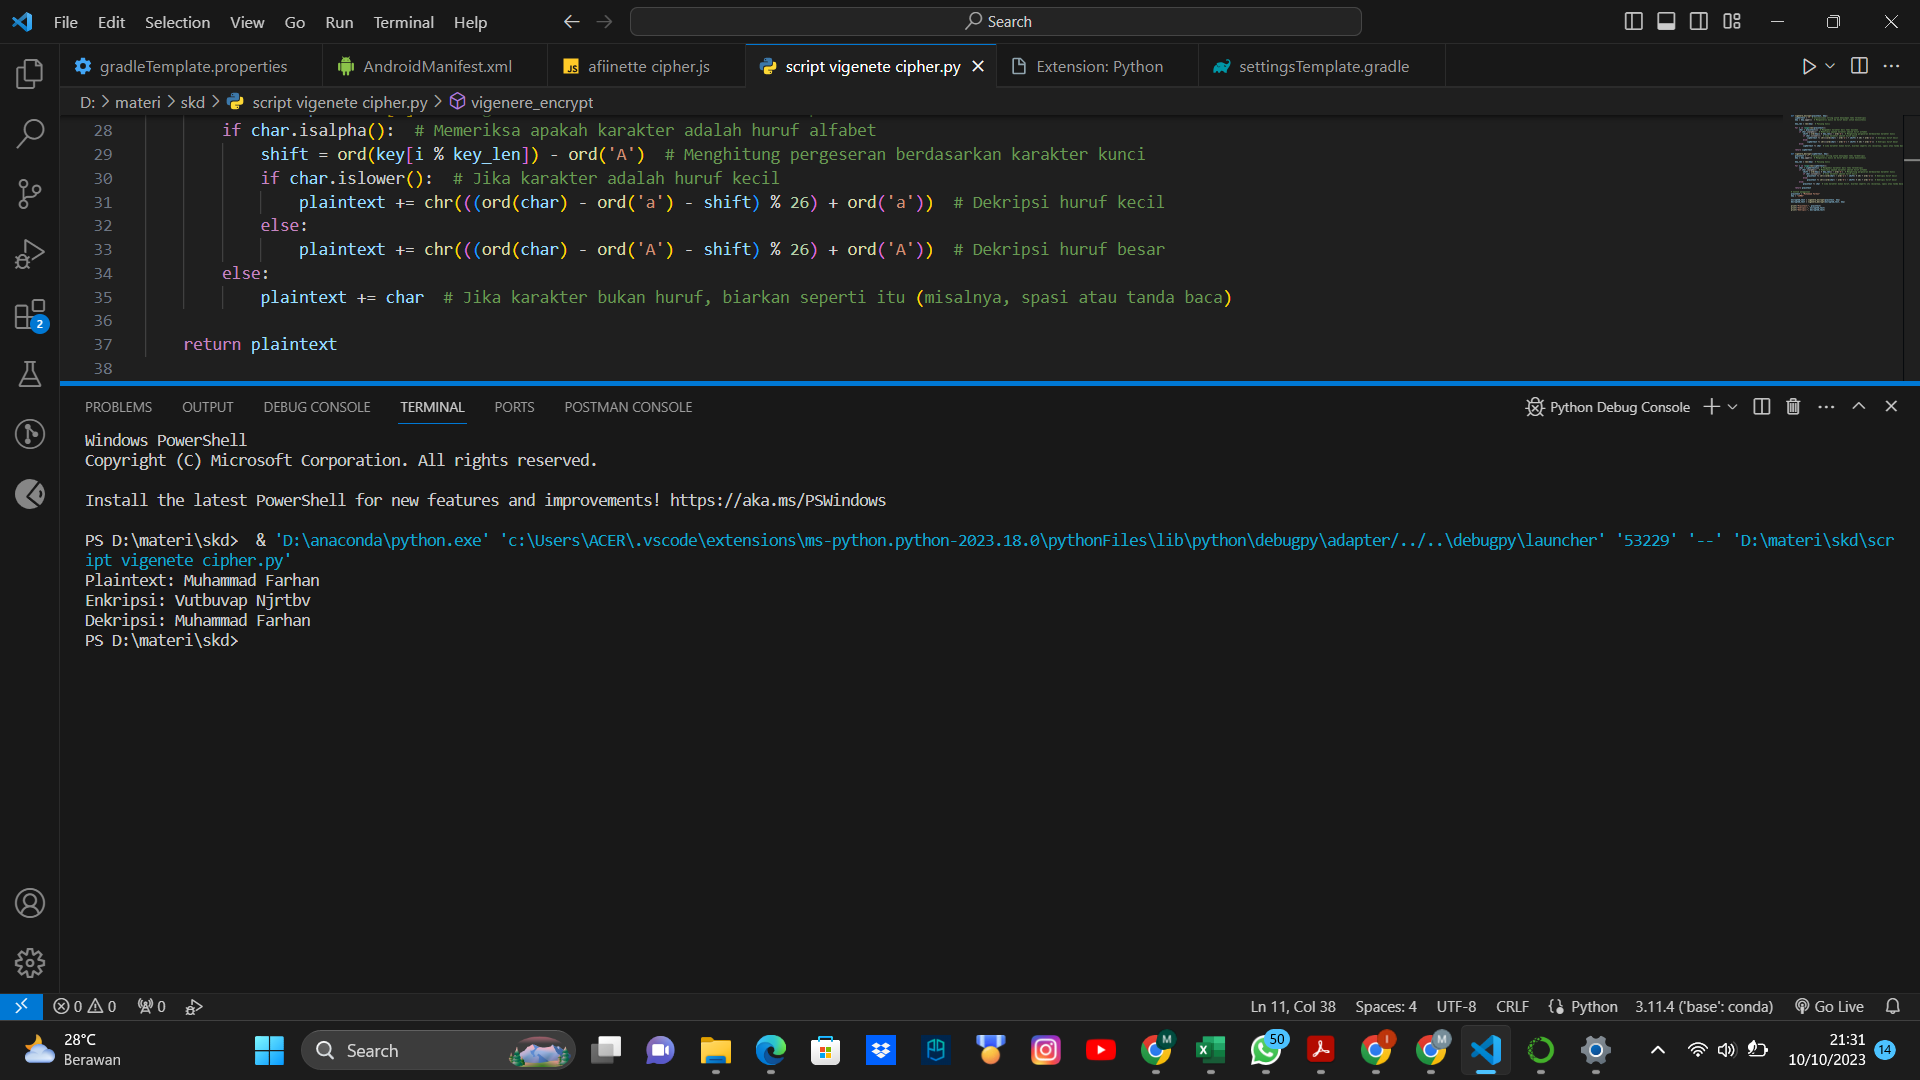 File Edit Selection View Go Run Terminal Help Search
gradleTemplate.properties AndroidManifest.xml JS afiinette cipher.js script vigenete cipher.py Extension: Python settingsTemplate.gradle
D: > materi > skd > script vigenete cipher.py > vigenere_encrypt
28 if char.isalpha():  # Memeriksa apakah karakter adalah huruf alfabet
29 shift = ord(key[i % key_len]) - ord('A')  # Menghitung pergeseran berdasarkan karakter kunci
30 if char.islower():  # Jika karakter adalah huruf kecil
31 plaintext += chr(((ord(char) - ord('a') - shift) % 26) + ord('a'))  # Dekripsi huruf kecil
32 else:
33 plaintext += chr(((ord(char) - ord('A') - shift) % 26) + ord('A'))  # Dekripsi huruf besar
34 else:
35 plaintext += char  # Jika karakter bukan huruf, biarkan seperti itu (misalnya, spasi atau tanda baca)
36
37 return plaintext
38
PROBLEMS OUTPUT DEBUG CONSOLE TERMINAL PORTS POSTMAN CONSOLE Python Debug Console
Windows PowerShell
Copyright (C) Microsoft Corporation. All rights reserved.
Install the latest PowerShell for new features and improvements! https://aka.ms/PSWindows
PS D:\materi\skd>  & 'D:\anaconda\python.exe' 'c:\Users\ACER\.vscode\extensions\ms-python.python-2023.18.0\pythonFiles\lib\python\debugpy\adapter/../..\debugpy\launcher' '53229' '--' 'D:\materi\skd\scr
ipt vigenete cipher.py'
Plaintext: Muhammad Farhan
Enkripsi: Vutbuvap Njrtbv
Dekripsi: Muhammad Farhan
PS D:\materi\skd>
2
0 0 0 Ln 11, Col 38 Spaces: 4 UTF-8 CRLF Python 3.11.4 ('base': conda) Go Live
28°C
Berawan
Search
50
21:31
10/10/2023
14